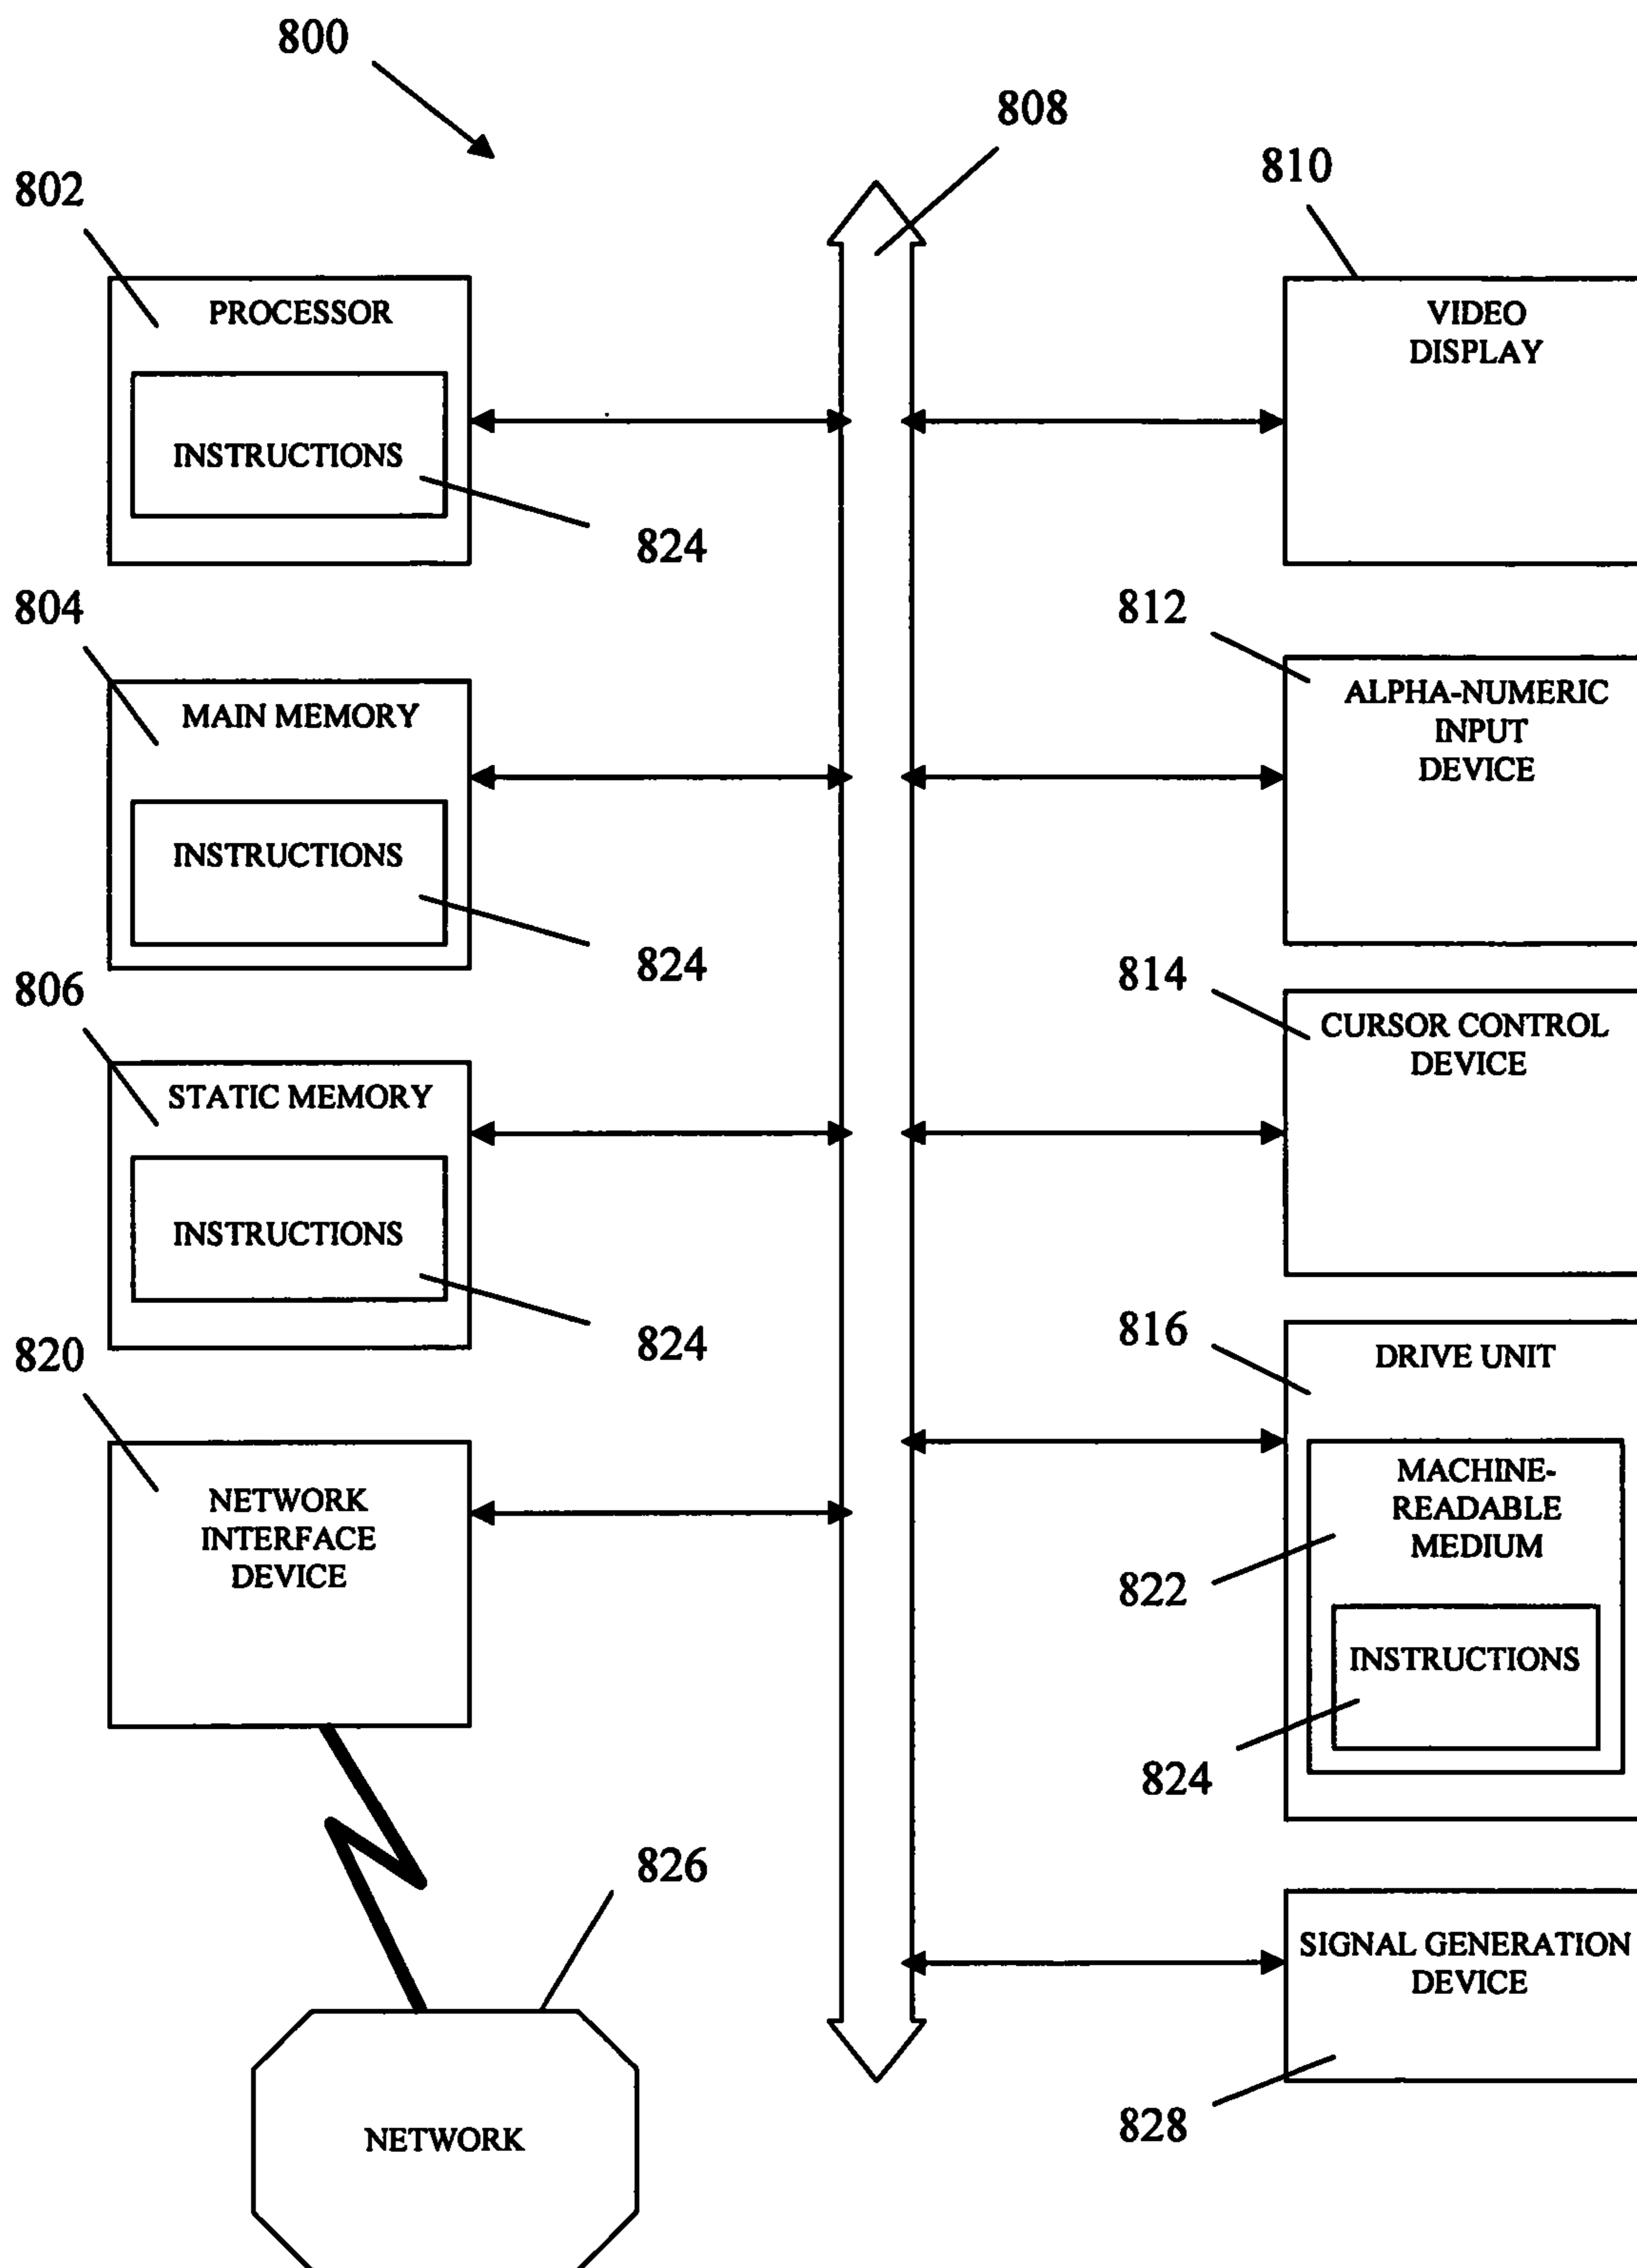 800
808
810
802
PROCESSOR
INSTRUCTIONS
824
VIDEO
DISPLAY
804
MAIN MEMORY
INSTRUCTIONS
824
812
ALPHA-NUMERIC
INPUT
DEVICE
806
STATIC MEMORY
INSTRUCTIONS
824
814
CURSOR CONTROL
DEVICE
820
NETWORK
INTERFACE
DEVICE
816
DRIVE UNIT
MACHINE-
READABLE
MEDIUM
822
INSTRUCTIONS
824
826
NETWORK
SIGNAL GENERATION
DEVICE
828